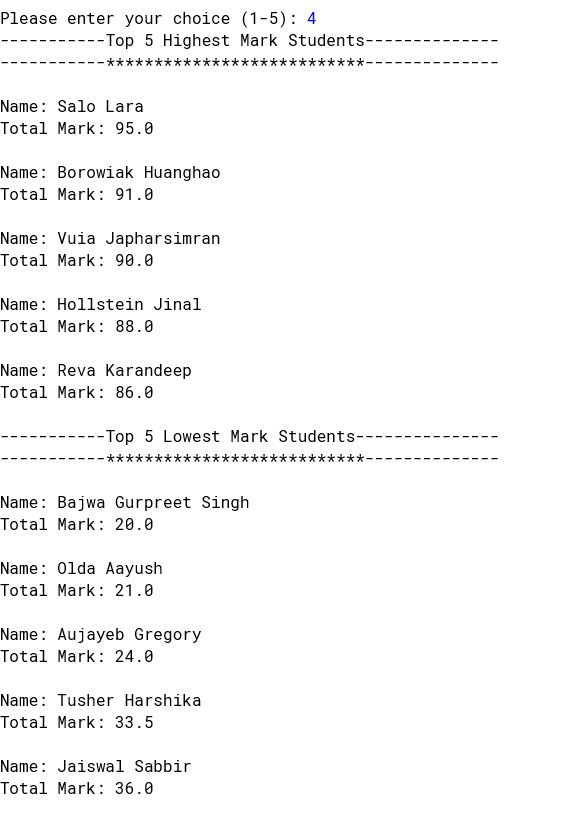 Please enter your choice (1-5): 4
-----------Top 5 Highest Mark Students--------------
-----------***************************--------------
Name: Salo Lara
Total Mark: 95.0
Name: Borowiak Huanghao
Total Mark: 91.0
Name: Vuia Japharsimran
Total Mark: 90.0
Name: Hollstein Jinal
Total Mark: 88.0
Name: Reva Karandeep
Total Mark: 86.0
-----------Top 5 Lowest Mark Students---------------
-----------***************************--------------
Name: Bajwa Gurpreet Singh
Total Mark: 20.0
Name: Olda Aayush
Total Mark: 21.0
Name: Aujayeb Gregory
Total Mark: 24.0
Name: Tusher Harshika
Total Mark: 33.5
Name: Jaiswal Sabbir
Total Mark: 36.0